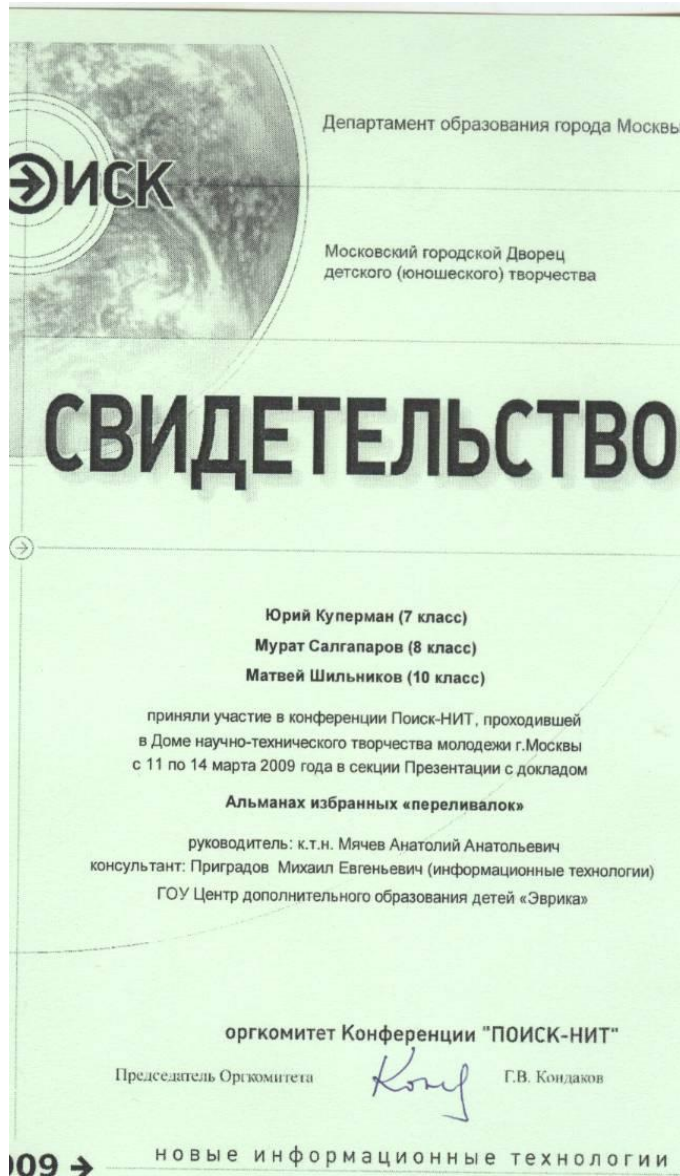 Департамент образования города Москвы
ИСК
Московский городской Дворец
детского (юношеского) творчества
СВИДЕТЕЛЬСТВО
Юрий Куперман (7 класс)
Мурат Салгапаров (8 класс)
Матвей Шильников (10 класс)
приняли участие в конференции Поиск-НИТ, проходившей
в Доме научно-технического творчества молодежи г.Москвы
с 11 по 14 марта 2009 года в секции Презентации с докладом
Альманах избранных «переливалок»
руководитель: к.т.н. Мячев Анатолий Анатольевич
консультант: Приградов Михаил Евгеньевич (информационные технологии)
ГОУ Центр дополнительного образования детей «Эврика»
оргкомитет Конференции "ПОИСК-НИТ"
Председатель Оргкомитета Г.В. Кондаков
009 → новые информационные технологии